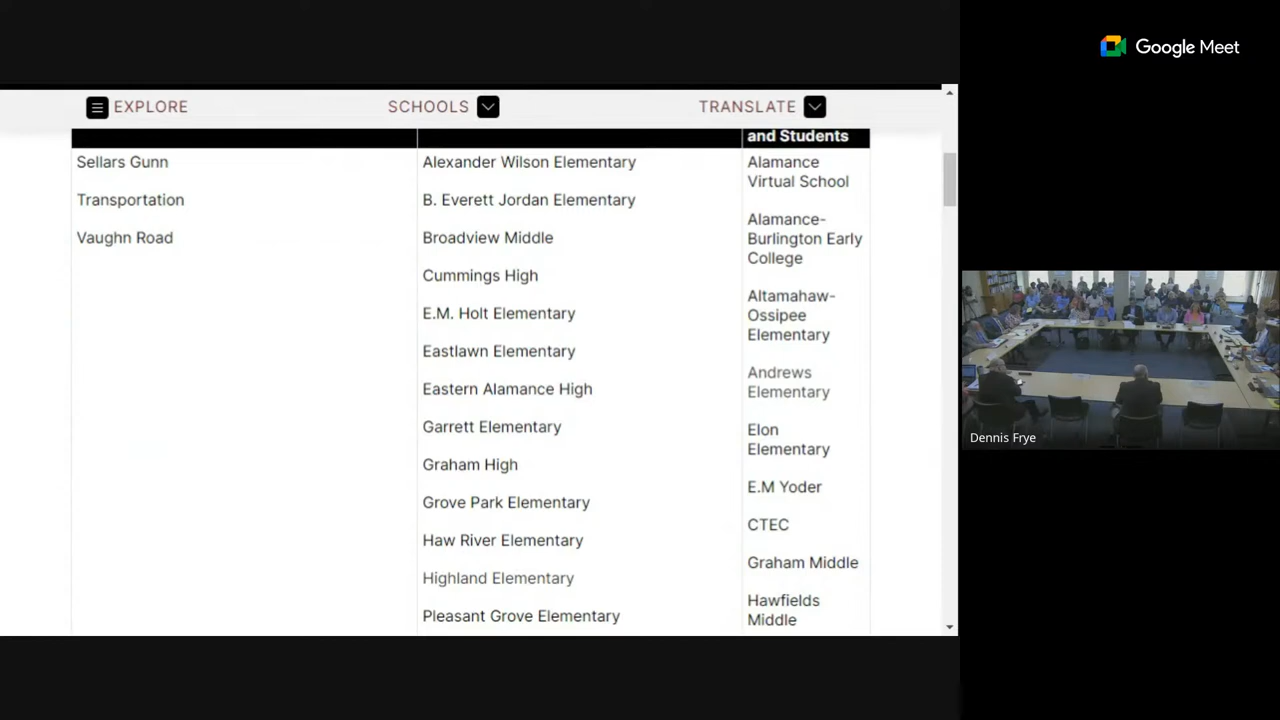 Google Meet
EXPLORE
SCHOOLS
TRANSLATE
and Students
Sellars Gunn
Transportation
Vaughn Road
Alexander Wilson Elementary
B. Everett Jordan Elementary
Broadview Middle
Cummings High
E.M. Holt Elementary
Eastlawn Elementary
Eastern Alamance High
Garrett Elementary
Graham High
Grove Park Elementary
Haw River Elementary
Highland Elementary
Pleasant Grove Elementary
Alamance
Virtual School
Alamance-
Burlington Early
College
Altamahaw-
Ossipee
Elementary
Andrews
Elementary
Elon
Elementary
E.M Yoder
CTEC
Graham Middle
Hawfields
Middle
Dennis Frye